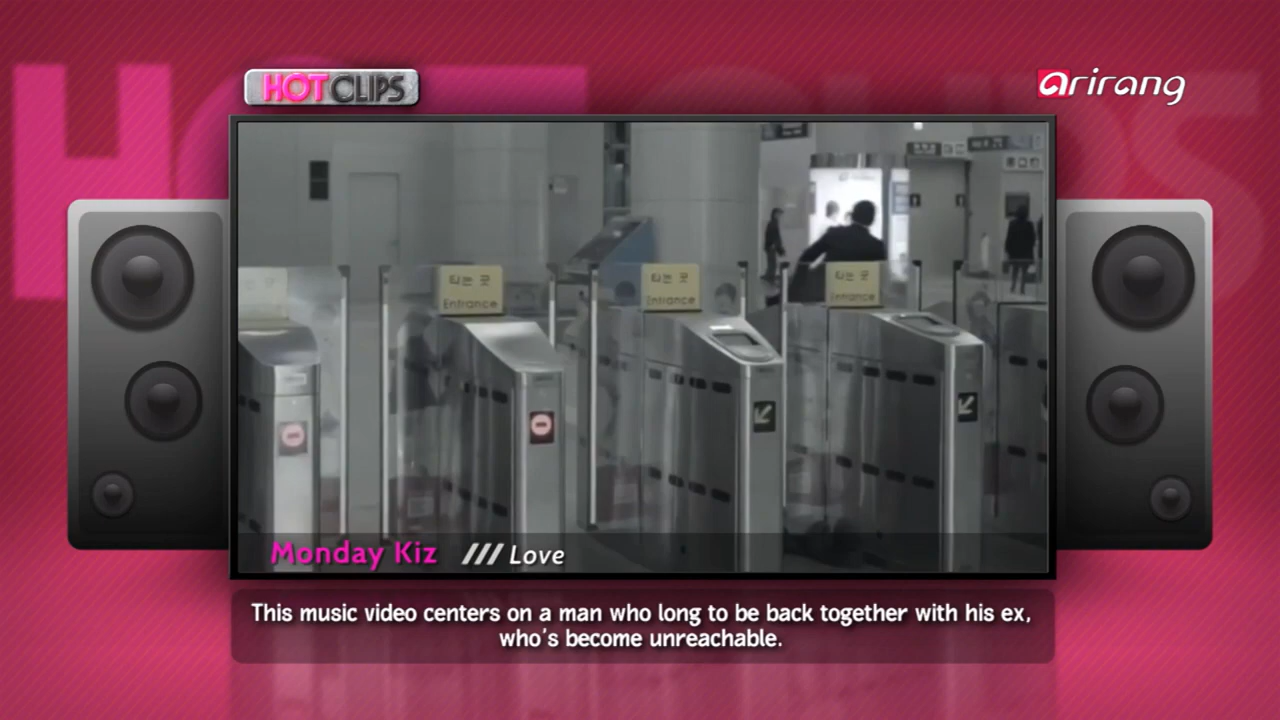 HOT CLIPS
arirang
타는 곳
Entrance
타는 곳
Entrance
타는 곳
Entrance
Monday Kiz /// Love
This music video centers on a man who long to be back together with his ex,
who's become unreachable.